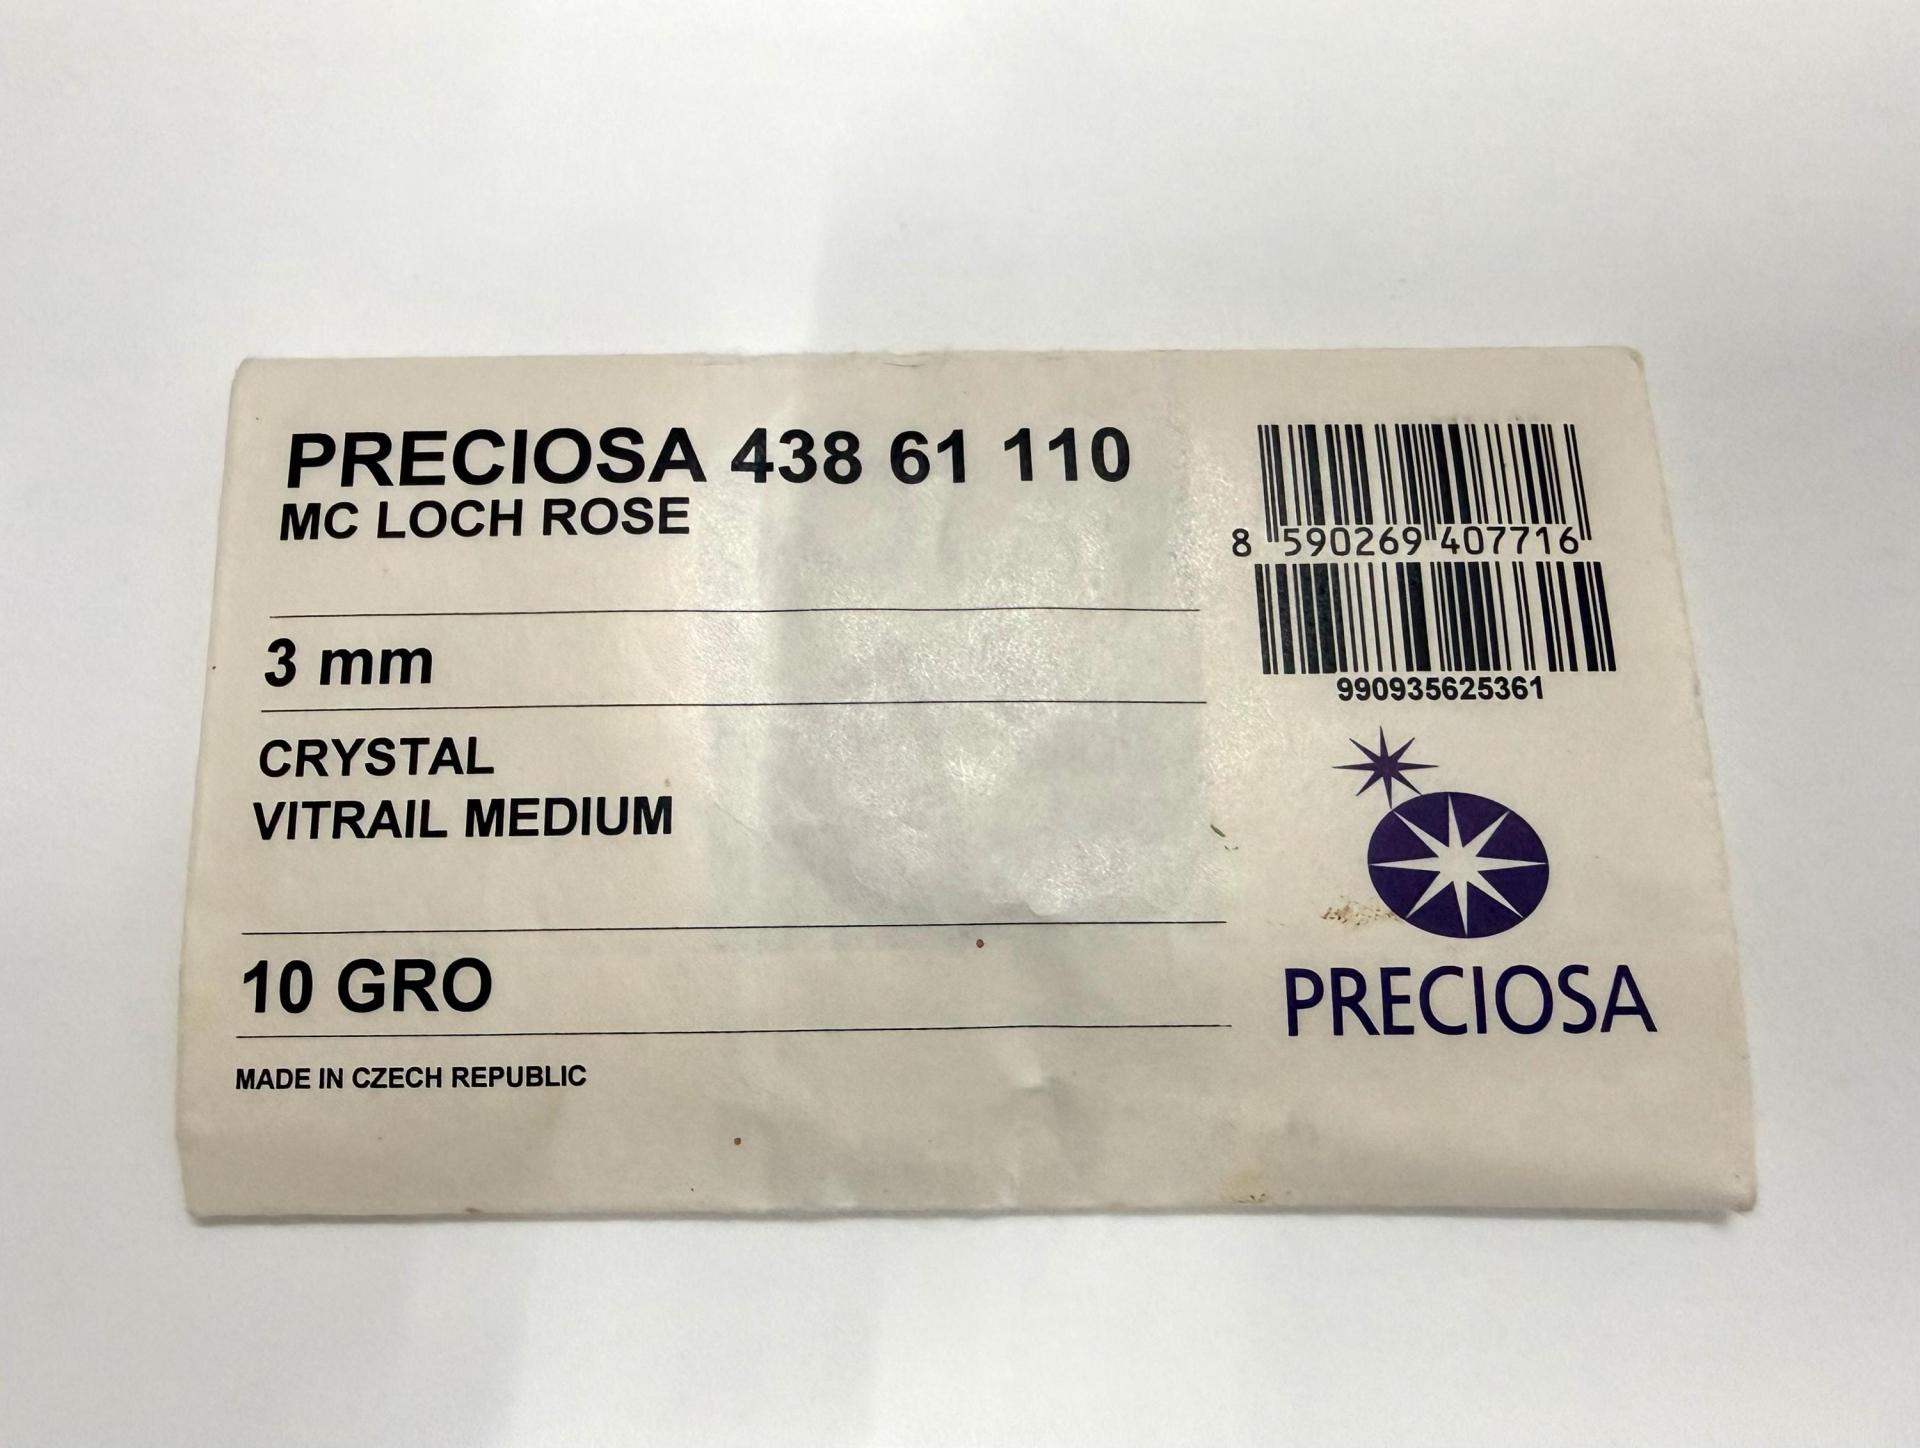 PRECIOSA 438 61 110
MC LOCH ROSE
3 mm
CRYSTAL
VITRAIL MEDIUM
10 GRO
MADE IN CZECH REPUBLIC
8 590269 407716
990935625361
PRECIOSA